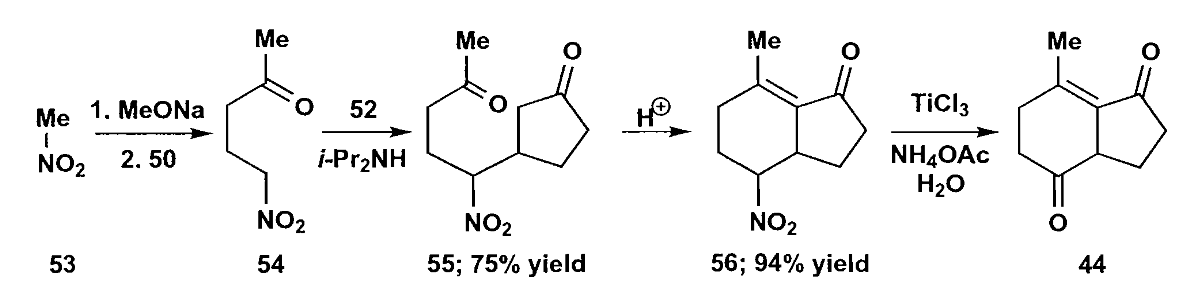 Me
NO2
53
1. MeONa
2. 50
Me
O
NO2
54
52
i-Pr2NH
Me
O
O
NO2
55; 75% yield
H⊕
Me
O
NO2
56; 94% yield
TiCl3
NH4OAc
H2O
Me
O
O
44